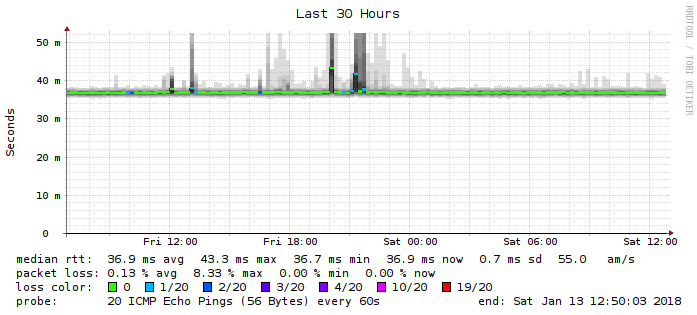 Last 30 Hours
RRDTOOL / TOBI OETIKER
Seconds
50 m
40 m
30 m
20 m
10 m
0
Fri 12:00 Fri 18:00 Sat 00:00 Sat 06:00 Sat 12:00
median rtt: 36.9 ms avg 43.3 ms max 36.7 ms min 36.9 ms now 0.7 ms sd 55.0 am/s
packet loss: 0.13 % avg 8.33 % max 0.00 % min 0.00 % now
loss color: 0 1/20 2/20 3/20 4/20 10/20 19/20
probe: 20 ICMP Echo Pings (56 Bytes) every 60s end: Sat Jan 13 12:50:03 2018